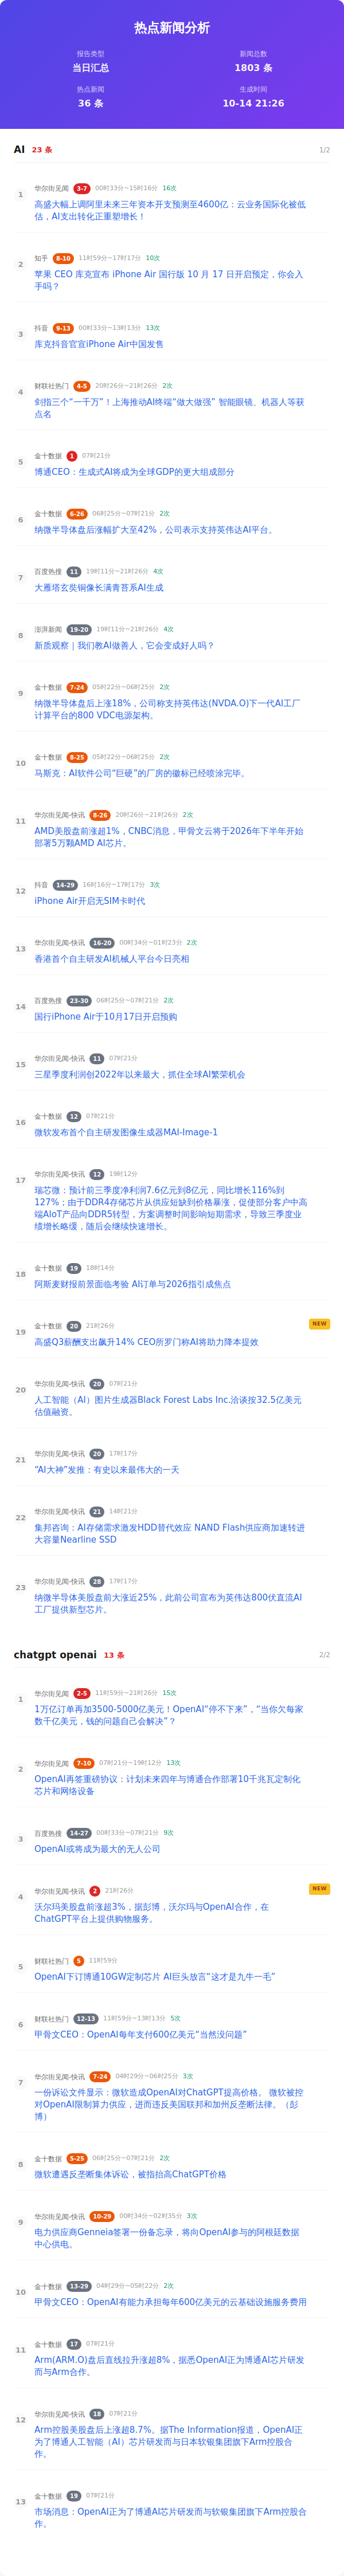 热点新闻分析
报告类型
当日汇总
新闻总数
1803 条
热点新闻
36 条
生成时间
10-14 21:26
AI 23 条 1/2
1
华尔街见闻 3-7 00时33分~15时16分 16次
高盛大幅上调阿里未来三年资本开支预测至4600亿：云业务国际化被低
估，AI支出转化正重塑增长！
2
知乎 8-10 11时59分~17时17分 10次
苹果 CEO 库克宣布 iPhone Air 国行版 10 月 17 日开启预定，你会入
手吗？
3
抖音 9-13 00时33分~13时13分 13次
库克抖音官宣iPhone Air中国发售
4
财联社热门 4-5 20时26分~21时26分 2次
剑指三个“一千万”！上海推动AI终端“做大做强” 智能眼镜、机器人等获
点名
5
金十数据 1 07时21分
博通CEO：生成式AI将成为全球GDP的更大组成部分
6
金十数据 6-26 06时25分~07时21分 2次
纳微半导体盘后涨幅扩大至42%，公司表示支持英伟达AI平台。
7
百度热搜 11 19时11分~21时26分 4次
大雁塔玄奘铜像长满青苔系AI生成
8
澎湃新闻 19-20 19时11分~21时26分 4次
新质观察｜我们教AI做善人，它会变成好人吗？
9
金十数据 7-24 05时22分~06时25分 2次
纳微半导体盘后上涨18%，公司称支持英伟达(NVDA.O)下一代AI工厂
计算平台的800 VDC电源架构。
10
金十数据 8-25 05时22分~06时25分 2次
马斯克：AI软件公司“巨硬”的厂房的徽标已经喷涂完毕。
11
华尔街见闻-快讯 8-26 20时26分~21时26分 2次
AMD美股盘前涨超1%，CNBC消息，甲骨文云将于2026年下半年开始
部署5万颗AMD AI芯片。
12
抖音 14-29 16时16分~17时17分 3次
iPhone Air开启无SIM卡时代
13
华尔街见闻-快讯 16-20 00时34分~01时23分 2次
香港首个自主研发AI机械人平台今日亮相
14
百度热搜 23-30 06时25分~07时21分 2次
国行iPhone Air于10月17日开启预购
15
华尔街见闻-快讯 11 07时21分
三星季度利润创2022年以来最大，抓住全球AI繁荣机会
16
金十数据 12 07时21分
微软发布首个自主研发图像生成器MAI-Image-1
17
华尔街见闻-快讯 12 19时12分
瑞芯微：预计前三季度净利润7.6亿元到8亿元，同比增长116%到
127%；由于DDR4存储芯片从供应短缺到价格暴涨，促使部分客户中高
端AIoT产品向DDR5转型，方案调整时间影响短期需求，导致三季度业
绩增长略缓，随后会继续快速增长。
18
金十数据 19 18时14分
阿斯麦财报前景面临考验 AI订单与2026指引成焦点
19
金十数据 20 21时26分 NEW
高盛Q3薪酬支出飙升14% CEO所罗门称AI将助力降本提效
20
华尔街见闻-快讯 20 07时21分
人工智能（AI）图片生成器Black Forest Labs Inc.洽谈按32.5亿美元
估值融资。
21
华尔街见闻-快讯 20 17时17分
“AI大神”发推：有史以来最伟大的一天
22
华尔街见闻-快讯 21 14时21分
集邦咨询：AI存储需求激发HDD替代效应 NAND Flash供应商加速转进
大容量Nearline SSD
23
华尔街见闻-快讯 28 17时17分
纳微半导体美股盘前大涨近25%，此前公司宣布为英伟达800伏直流AI
工厂提供新型芯片。
chatgpt openai 13 条 2/2
1
华尔街见闻 2-5 11时59分~21时26分 15次
1万亿订单再加3500-5000亿美元！OpenAI“停不下来”，“当你欠每家
数千亿美元，钱的问题自己会解决”？
2
华尔街见闻 7-10 07时21分~19时12分 13次
OpenAI再签重磅协议：计划未来四年与博通合作部署10千兆瓦定制化
芯片和网络设备
3
百度热搜 14-27 00时33分~07时21分 9次
OpenAI或将成为最大的无人公司
4
华尔街见闻-快讯 2 21时26分 NEW
沃尔玛美股盘前涨超3%，据彭博，沃尔玛与OpenAI合作，在
ChatGPT平台上提供购物服务。
5
财联社热门 5 11时59分
OpenAI下订博通10GW定制芯片 AI巨头放言“这才是九牛一毛”
6
财联社热门 12-13 11时59分~13时13分 5次
甲骨文CEO：OpenAI每年支付600亿美元“当然没问题”
7
华尔街见闻-快讯 7-24 04时29分~06时25分 3次
一份诉讼文件显示：微软造成OpenAI对ChatGPT提高价格。 微软被控
对OpenAI限制算力供应，进而违反美国联邦和加州反垄断法律。（彭
博）
8
金十数据 5-25 06时25分~07时21分 2次
微软遭遇反垄断集体诉讼，被指抬高ChatGPT价格
9
华尔街见闻-快讯 10-29 00时34分~02时35分 3次
电力供应商Genneia签署一份备忘录，将向OpenAI参与的阿根廷数据
中心供电。
10
金十数据 13-29 04时29分~05时22分 2次
甲骨文CEO：OpenAI有能力承担每年600亿美元的云基础设施服务费用
11
金十数据 17 07时21分
Arm(ARM.O)盘后直线拉升涨超8%，据悉OpenAI正为博通AI芯片研发
而与Arm合作。
12
华尔街见闻-快讯 18 07时21分
Arm控股美股盘后上涨8.7%。据The Information报道，OpenAI正
为了博通人工智能（AI）芯片研发而与日本软银集团旗下Arm控股合
作。
13
金十数据 19 07时21分
市场消息：OpenAI正为了博通AI芯片研发而与软银集团旗下Arm控股合
作。